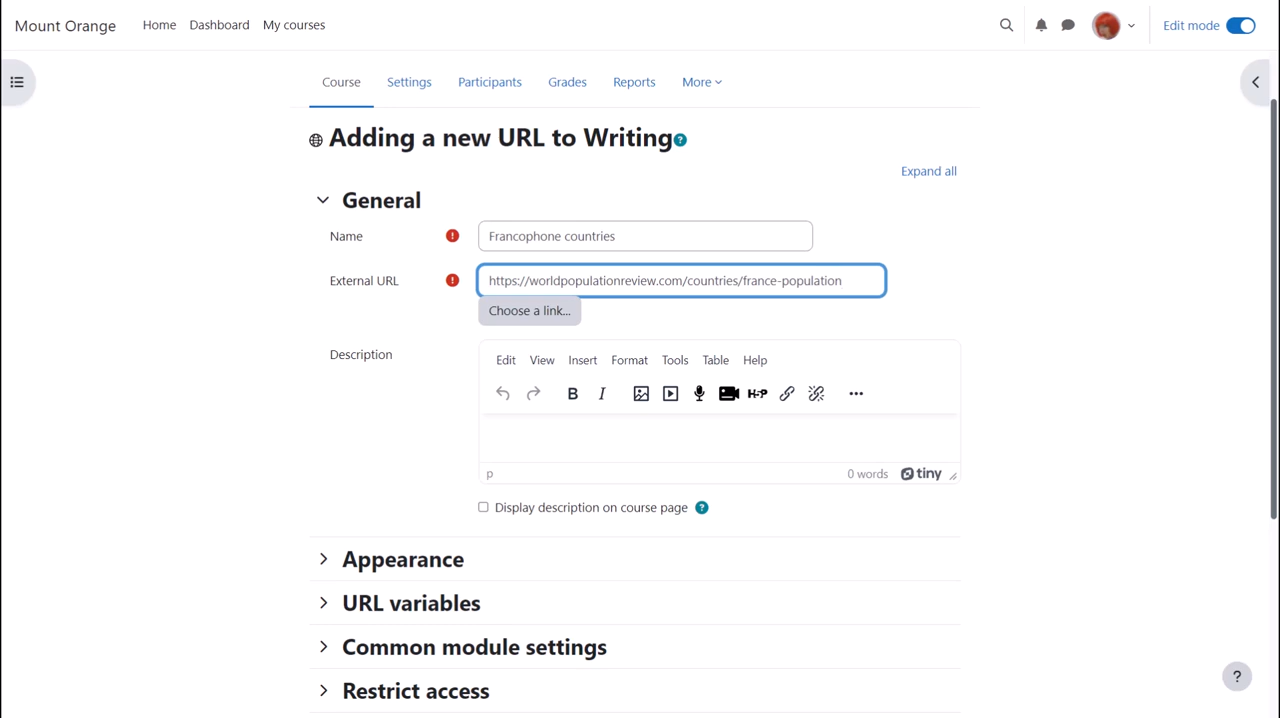 Mount Orange Home Dashboard My courses Edit mode
Course Settings Participants Grades Reports More
Adding a new URL to Writing ?
Expand all
General
Name ! Francophone countries
External URL ! https://worldpopulationreview.com/countries/france-population
Choose a link...
Description
Edit View Insert Format Tools Table Help
B I H-P
p 0 words tiny
Display description on course page ?
Appearance
URL variables
Common module settings
Restrict access
?